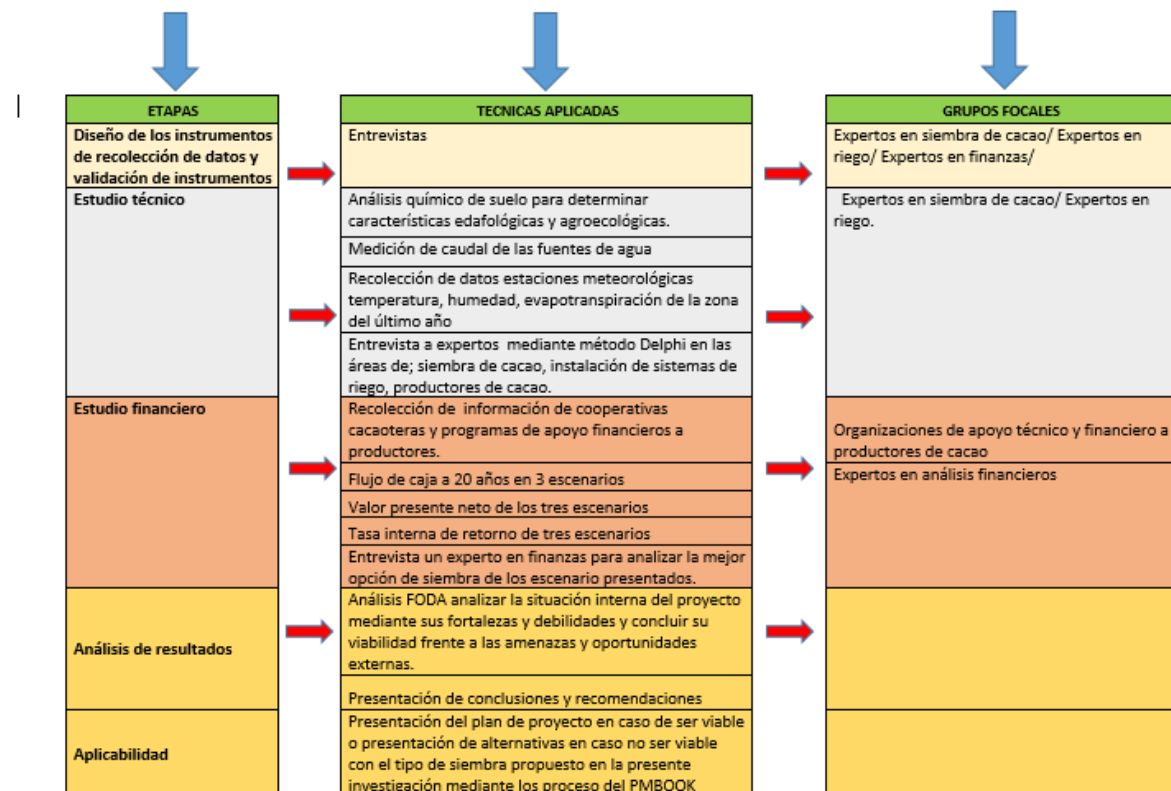 ETAPAS
Diseño de los instrumentos
de recolección de datos y
validación de instrumentos
Estudio técnico
Estudio financiero
Análisis de resultados
Aplicabilidad
TECNICAS APLICADAS
Entrevistas
Análisis químico de suelo para determinar
características edafológicas y agroecológicas.
Medición de caudal de las fuentes de agua
Recolección de datos estaciones meteorológicas
temperatura, humedad, evapotranspiración de la zona
del último año
Entrevista a expertos mediante método Delphi en las
áreas de; siembra de cacao, instalación de sistemas de
riego, productores de cacao.
Recolección de información de cooperativas
cacaoteras y programas de apoyo financieros a
productores.
Flujo de caja a 20 años en 3 escenarios
Valor presente neto de los tres escenarios
Tasa interna de retorno de tres escenarios
Entrevista un experto en finanzas para analizar la mejor
opción de siembra de los escenario presentados.
Análisis FODA analizar la situación interna del proyecto
mediante sus fortalezas y debilidades y concluir su
viabilidad frente a las amenazas y oportunidades
externas.
Presentación de conclusiones y recomendaciones
Presentación del plan de proyecto en caso de ser viable
o presentación de alternativas en caso no ser viable
con el tipo de siembra propuesto en la presente
investigación mediante los proceso del PMBOOK
GRUPOS FOCALES
Expertos en siembra de cacao/ Expertos en
riego/ Expertos en finanzas/
Expertos en siembra de cacao/ Expertos en
riego.
Organizaciones de apoyo técnico y financiero a
productores de cacao
Expertos en análisis financieros